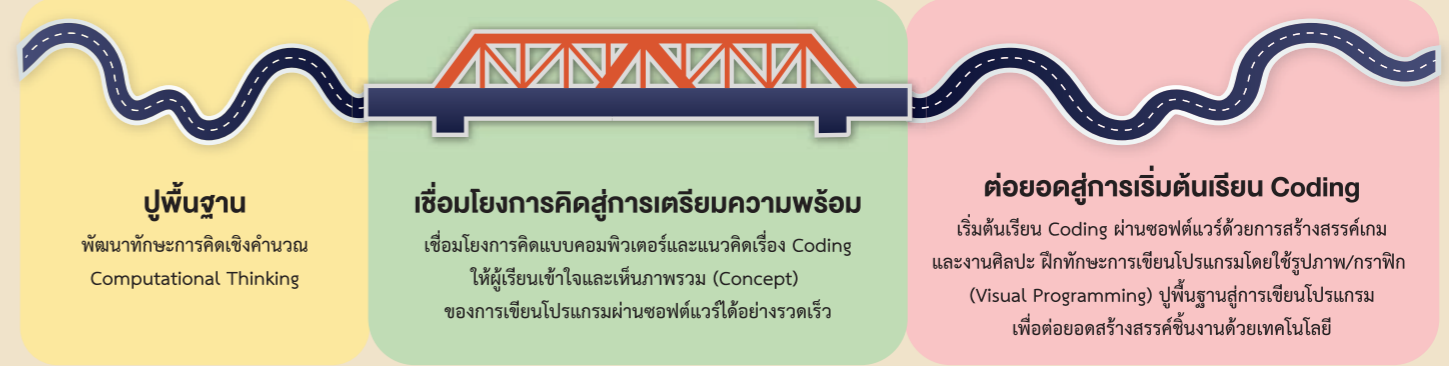 ปูพื้นฐาน
พัฒนาทักษะการคิดเชิงคำนวณ
Computational Thinking
เชื่อมโยงการคิดสู่การเตรียมความพร้อม
เชื่อมโยงการคิดแบบคอมพิวเตอร์และแนวคิดเรื่อง Coding
ให้ผู้เรียนเข้าใจและเห็นภาพรวม (Concept)
ของการเขียนโปรแกรมผ่านซอฟต์แวร์ได้อย่างรวดเร็ว
ต่อยอดสู่การเริ่มต้นเรียน Coding
เริ่มต้นเรียน Coding ผ่านซอฟต์แวร์ด้วยการสร้างสรรค์เกม
และงานศิลปะ ฝึกทักษะการเขียนโปรแกรมโดยใช้รูปภาพ/กราฟิก
(Visual Programming) ปูพื้นฐานสู่การเขียนโปรแกรม
เพื่อต่อยอดสร้างสรรค์ชิ้นงานด้วยเทคโนโลยี